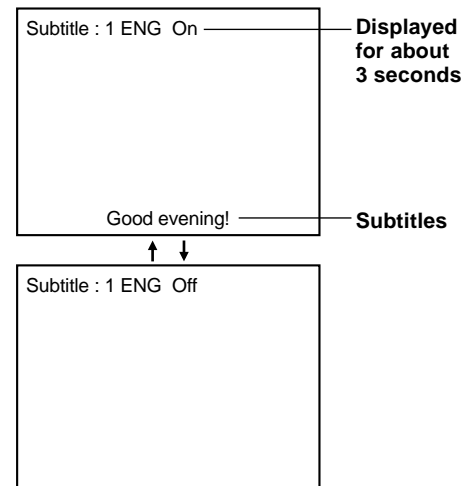 Subtitle : 1 ENG On
Displayed
for about
3 seconds
Good evening!
Subtitles
Subtitle : 1 ENG Off